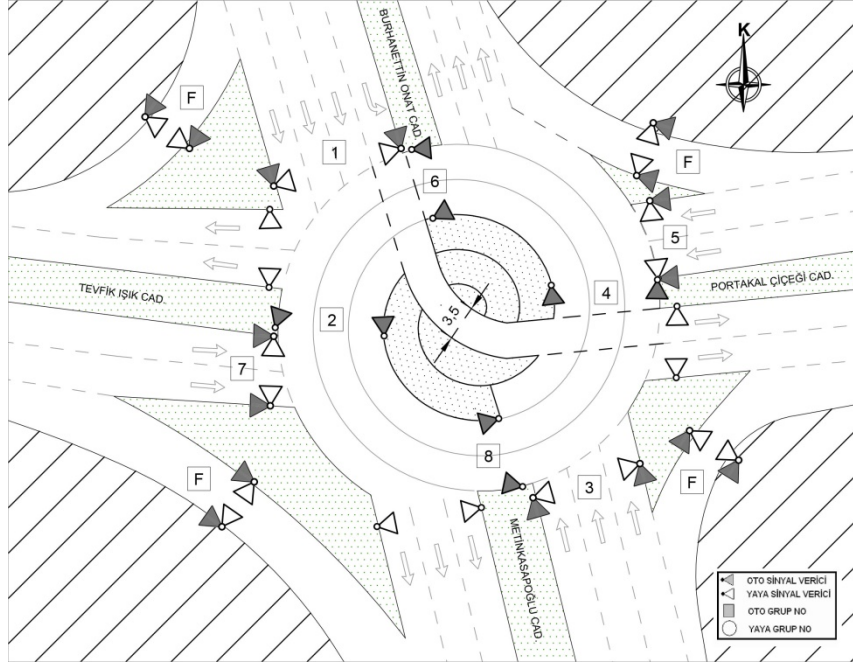 K
BURHANETTİN ONAT CAD.
F
1
6
F
5
TEVFİK IŞIK CAD.
2
4
PORTAKAL ÇİÇEĞİ CAD.
3,5
7
8
F
3
F
METİNKASAPOĞLU CAD.
OTO SİNYAL VERİCİ
YAYA SİNYAL VERİCİ
OTO GRUP NO
YAYA GRUP NO